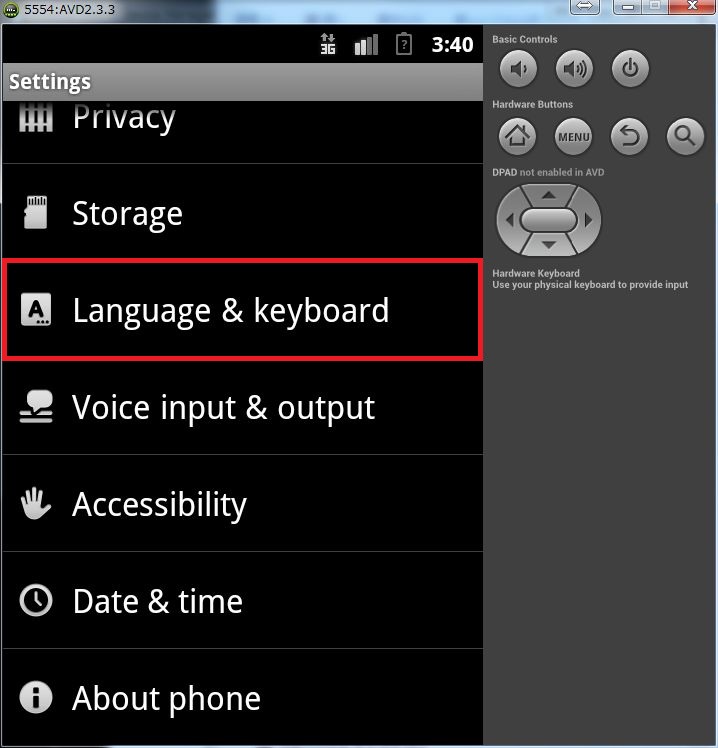 5554:AVD2.3.3
3G ? 3:40
Settings
Privacy
Storage
A Language & keyboard
Voice input & output
Accessibility
Date & time
About phone
Basic Controls
Hardware Buttons
MENU
DPAD not enabled in AVD
Hardware Keyboard
Use your physical keyboard to provide input